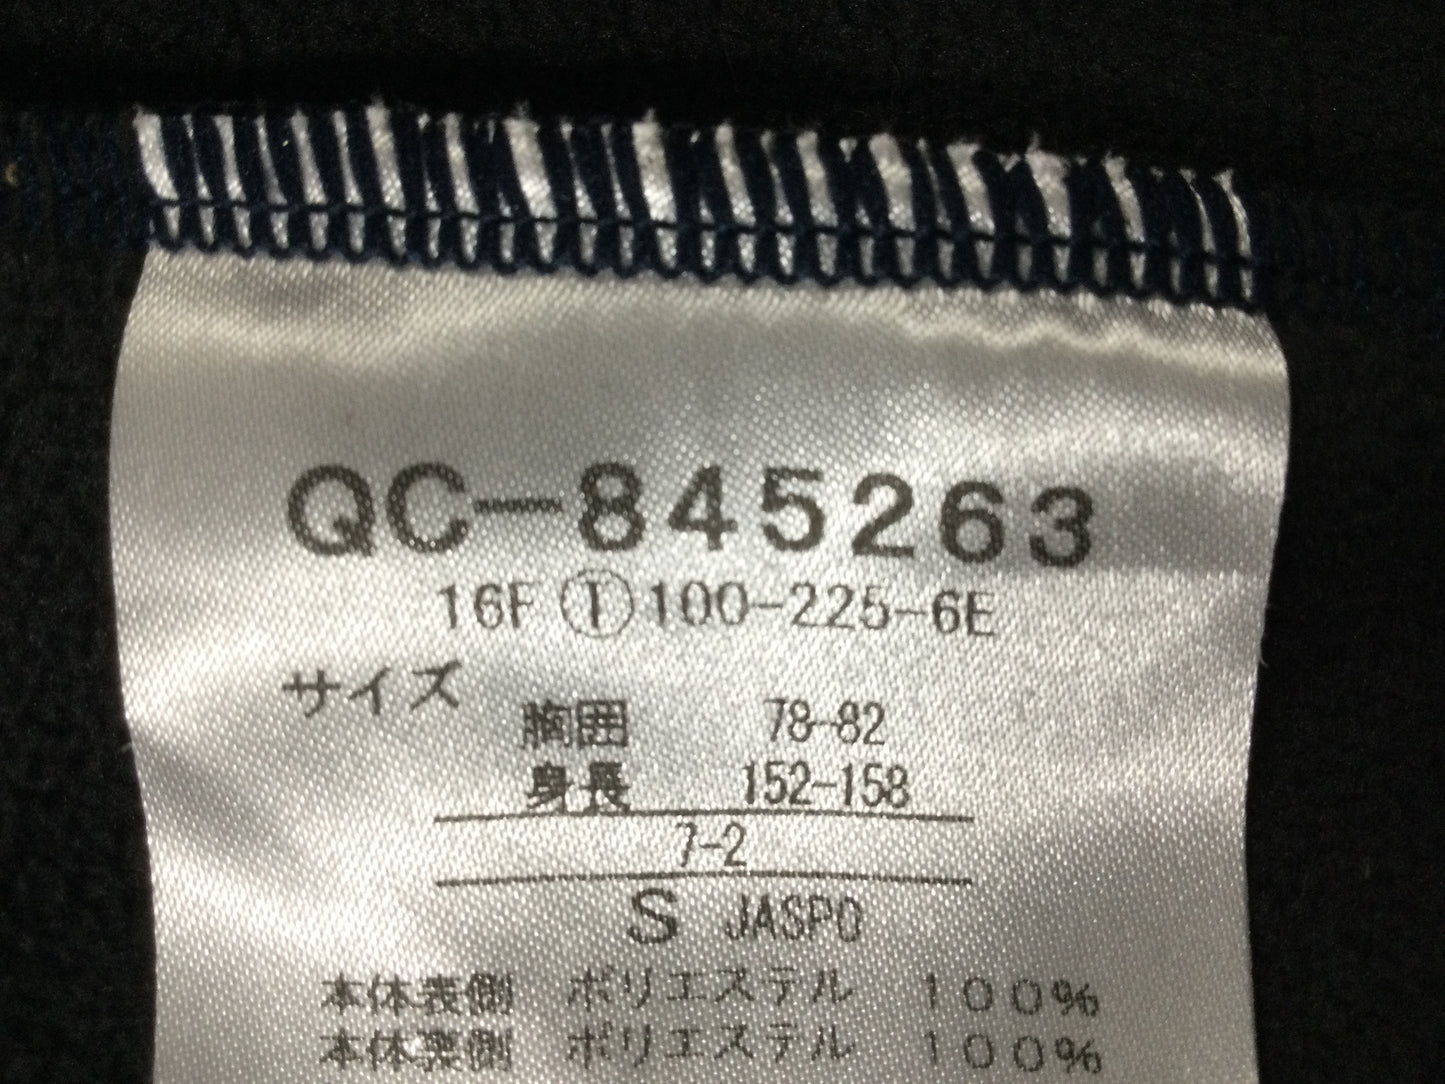 QC-845263
16F Ⓣ 100-225-6E
サイズ
胸囲 78-82
身長 152-158
7-2
S JASPO
本体表側 ポリエステル 100%
本体裏側 ポリエステル 100%